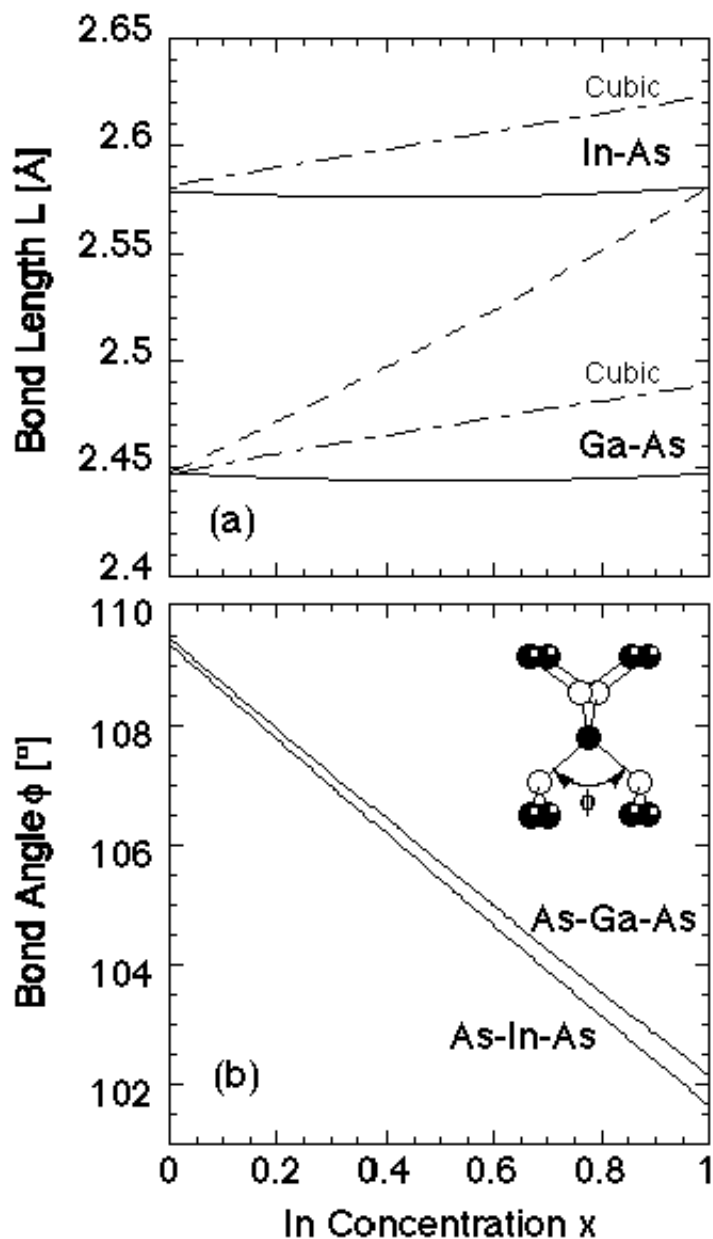 2.65
Cubic
2.6
In-As
Bond Length L [Å]
2.55
2.5
Cubic
Ga-As
2.45
(a)
2.4
110
108
Bond Angle ϕ [°]
ϕ
106
As-Ga-As
104
As-In-As
102
(b)
0 0.2 0.4 0.6 0.8 1
In Concentration x